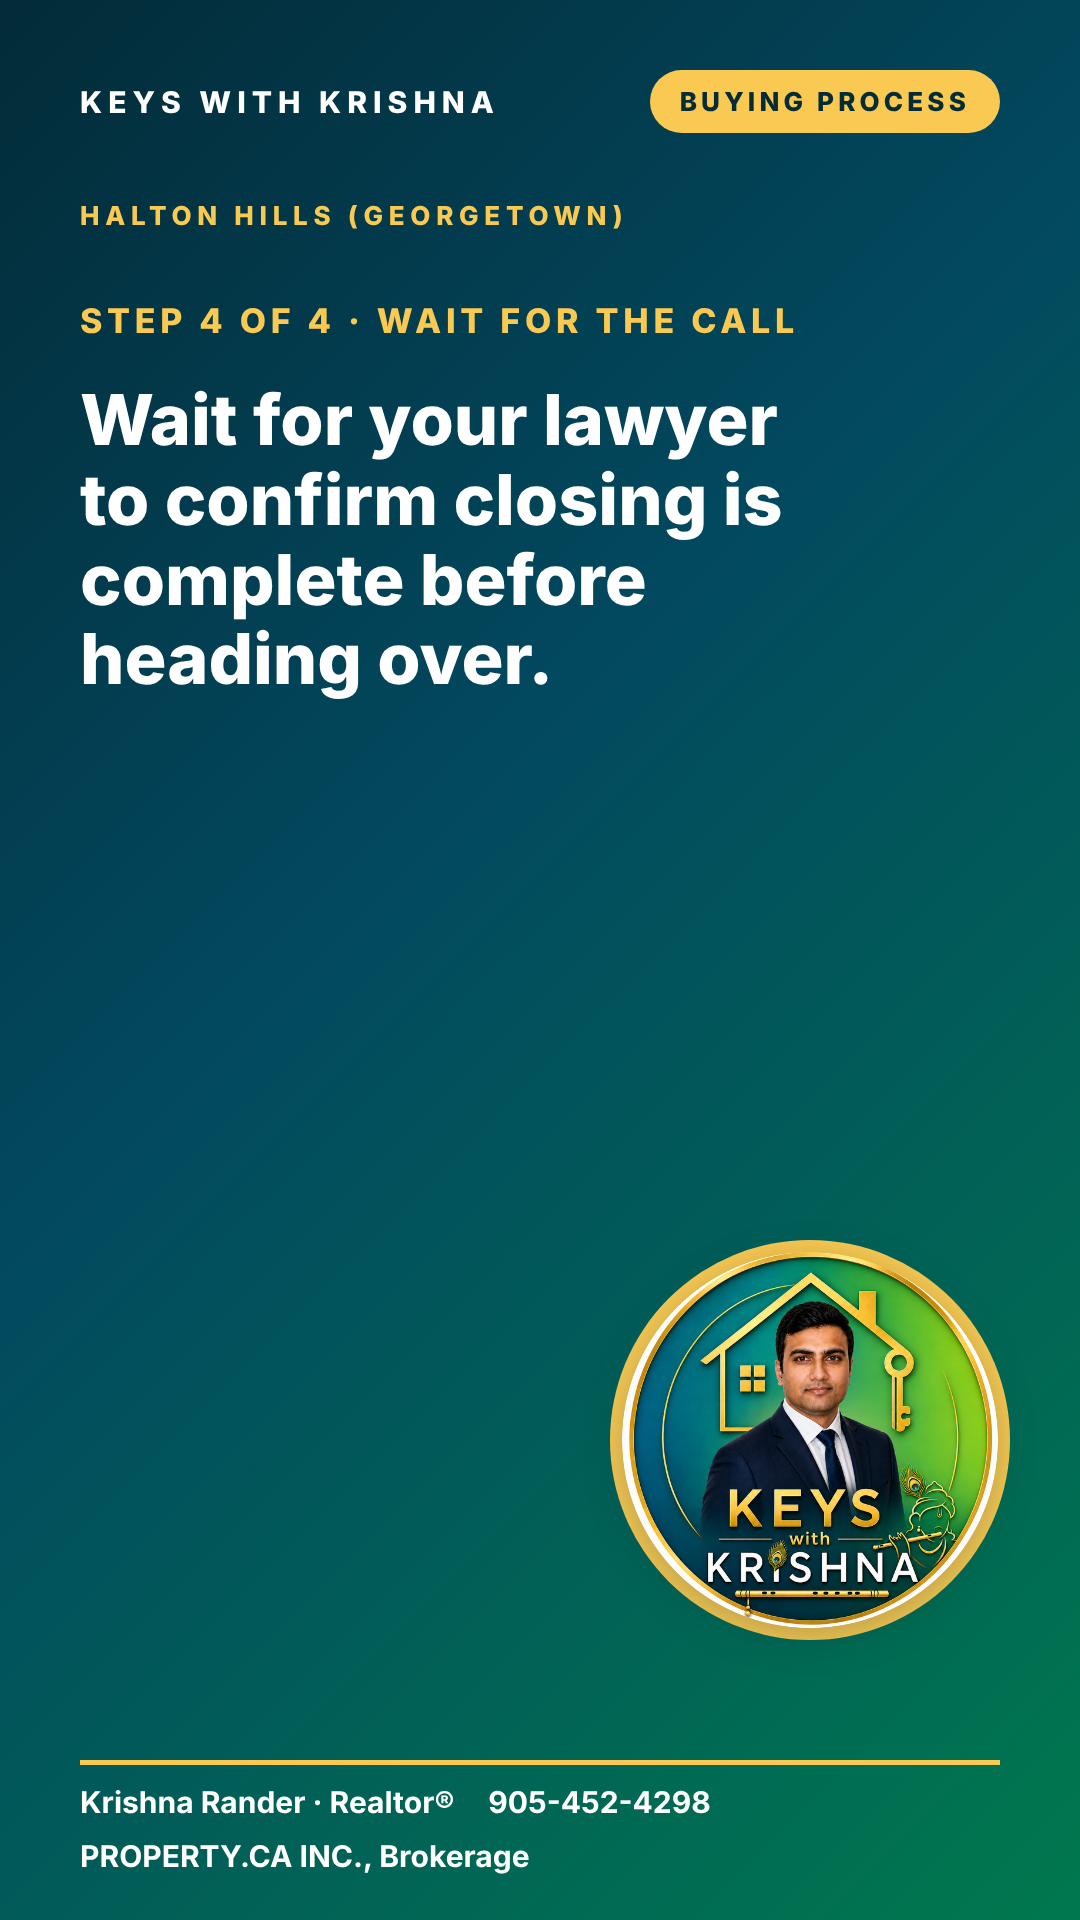 KEYS WITH KRISHNA
BUYING PROCESS
HALTON HILLS (GEORGETOWN)
STEP 4 OF 4 · WAIT FOR THE CALL
Wait for your lawyer
to confirm closing is
complete before
heading over.
KEYS
with
KRISHNA
Krishna Rander · Realtor® 905-452-4298
PROPERTY.CA INC., Brokerage